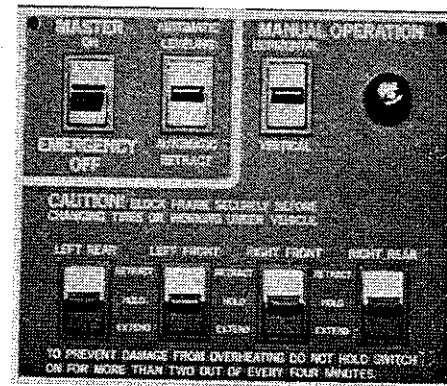 MASTER
ON
EMERGENCY
OFF
AUTOMATIC
LEVELING
AUTOMATIC
RETRACT
MANUAL OPERATION
HORIZONTAL
VERTICAL
CAUTION! BLOCK FRAME SECURELY BEFORE
CHANGING TIRES OR WORKING UNDER VEHICLE
LEFT REAR LEFT FRONT RIGHT FRONT RIGHT REAR
RETRACT RETRACT RETRACT
HOLD HOLD HOLD
EXTEND EXTEND EXTEND
TO PREVENT DAMAGE FROM OVERHEATING DO NOT HOLD SWITCH
ON FOR MORE THAN TWO OUT OF EVERY FOUR MINUTES.